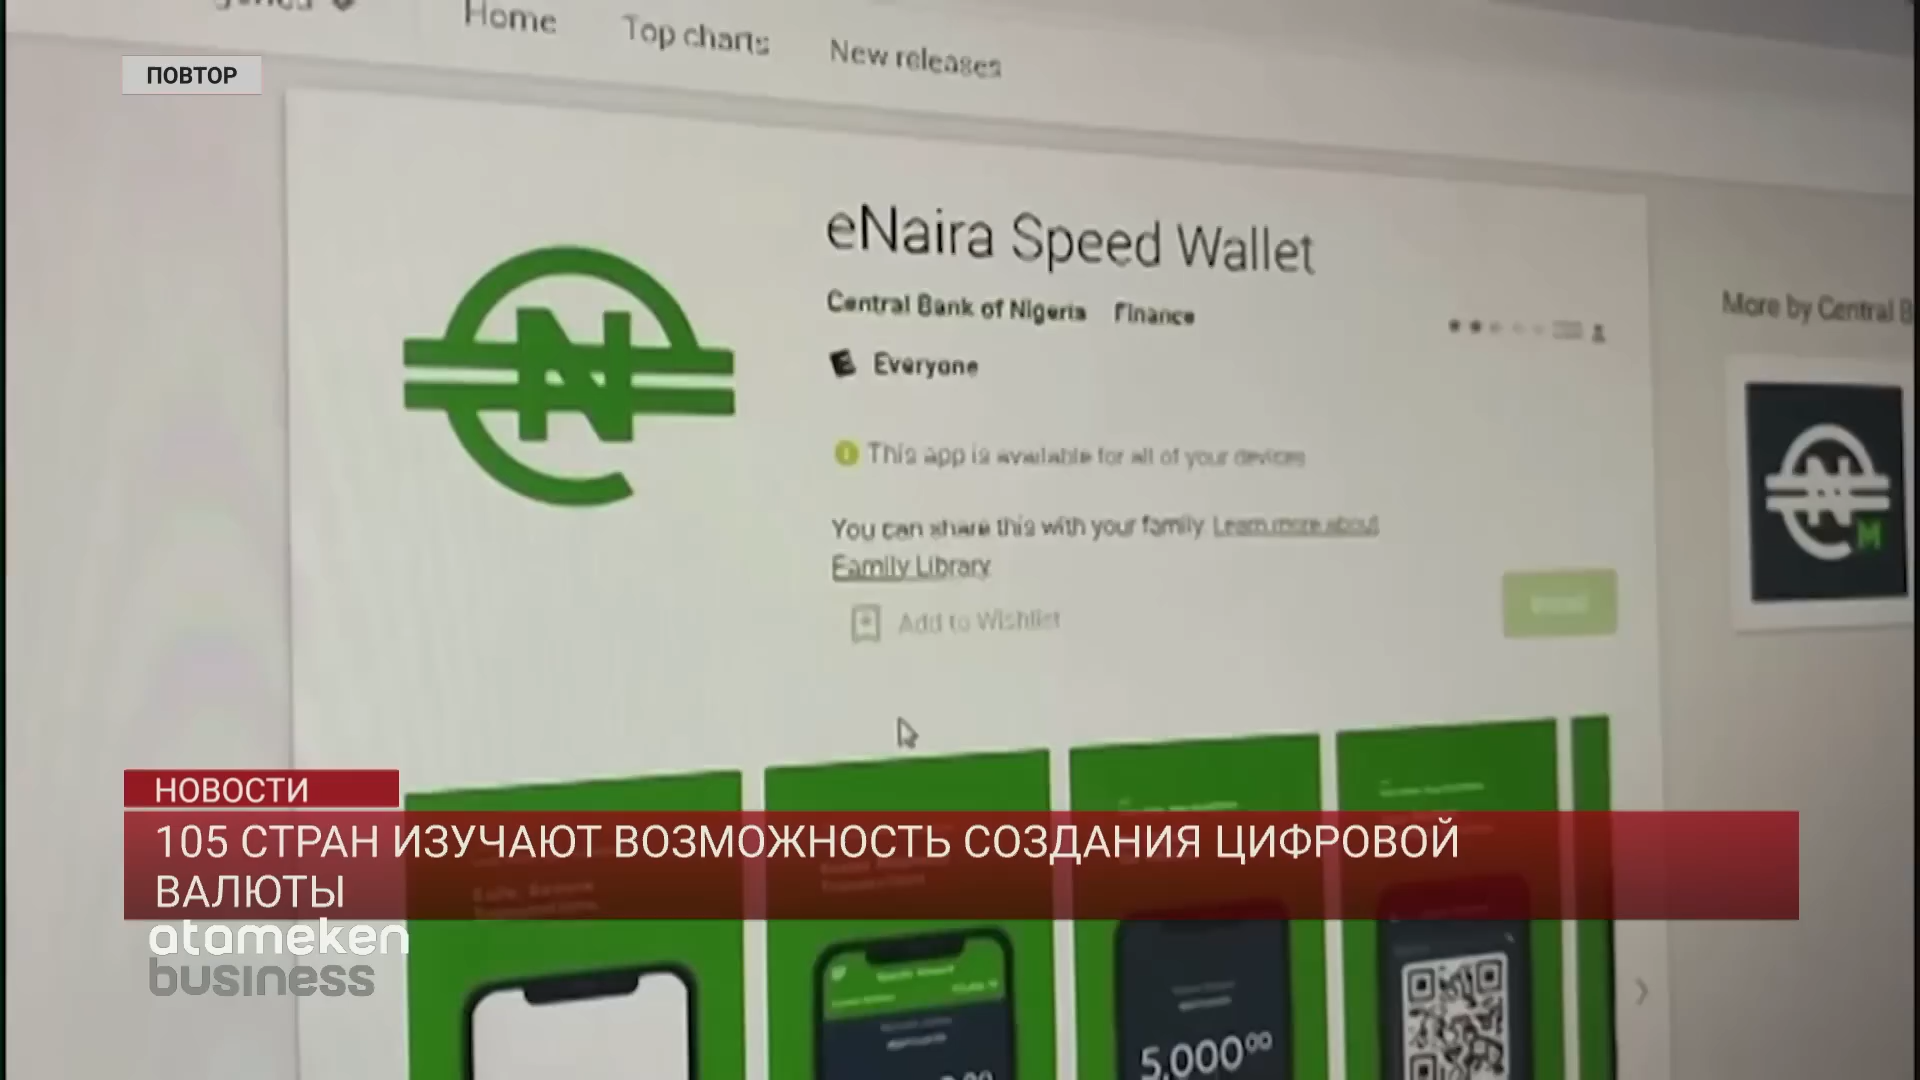 Home
Top charts
New releases
ПОВТОР
eNaira Speed Wallet
Central Bank of Nigeria Finance
Everyone
More by Central B
This app is available for all of your devices
You can share this with your family. Learn more about
Family Library
Add to Wishlist
M
НОВОСТИ
105 СТРАН ИЗУЧАЮТ ВОЗМОЖНОСТЬ СОЗДАНИЯ ЦИФРОВОЙ
ВАЛЮТЫ
atameken
business
5,000⁰⁰